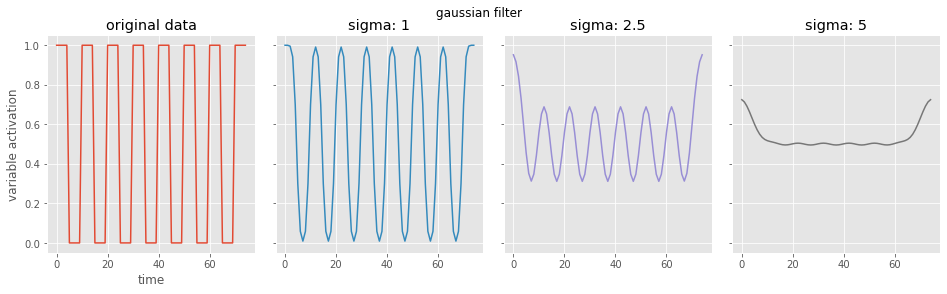 gaussian filter
original data
sigma: 1
sigma: 2.5
sigma: 5
variable activation
1.0
0.8
0.6
0.4
0.2
0.0
0 20 40 60
0 20 40 60
0 20 40 60
0 20 40 60
time